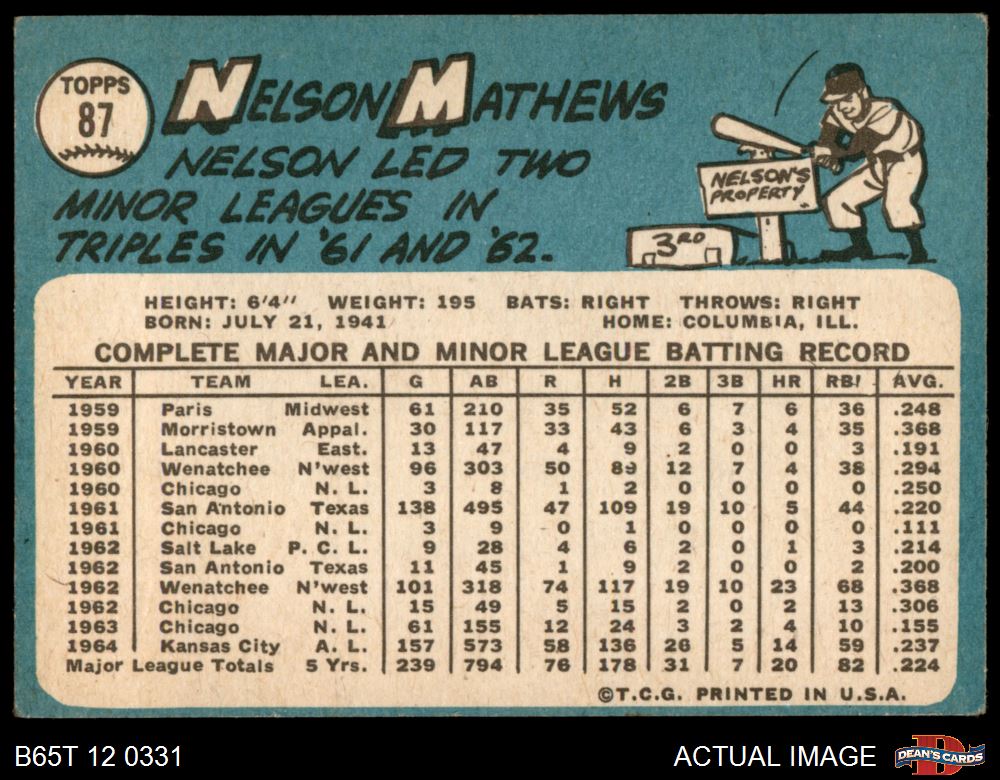 TOPPS
87
NELSON MATHEWS
NELSON LED TWO
MINOR LEAGUES IN
TRIPLES IN '61 AND '62.
NELSON'S
PROPERTY
3RD
HEIGHT: 6'4" WEIGHT: 195 BATS: RIGHT THROWS: RIGHT
BORN: JULY 21, 1941 HOME: COLUMBIA, ILL.
COMPLETE MAJOR AND MINOR LEAGUE BATTING RECORD
YEAR TEAM LEA. G AB R H 2B 3B HR RBI AVG.
1959 Paris Midwest 61 210 35 52 6 7 6 36 .248
1959 Morristown Appal. 30 117 33 43 6 3 4 35 .368
1960 Lancaster East. 13 47 4 9 2 0 0 3 .191
1960 Wenatchee N'west 96 303 50 89 12 7 4 38 .294
1960 Chicago N. L. 3 8 1 2 0 0 0 0 .250
1961 San Antonio Texas 138 495 47 109 19 10 5 44 .220
1961 Chicago N. L. 3 9 0 1 0 0 0 0 .111
1962 Salt Lake P. C. L. 9 28 4 6 2 0 1 3 .214
1962 San Antonio Texas 11 45 1 9 2 0 0 2 .200
1962 Wenatchee N'west 101 318 74 117 19 10 23 68 .368
1962 Chicago N. L. 15 49 5 15 2 0 2 13 .306
1963 Chicago N. L. 61 155 12 24 3 2 4 10 .155
1964 Kansas City A. L. 157 573 58 136 26 5 14 59 .237
Major League Totals 5 Yrs. 239 794 76 178 31 7 20 82 .224
©T.C.G. PRINTED IN U.S.A.
B65T 12 0331 ACTUAL IMAGE
DEAN'S CARDS